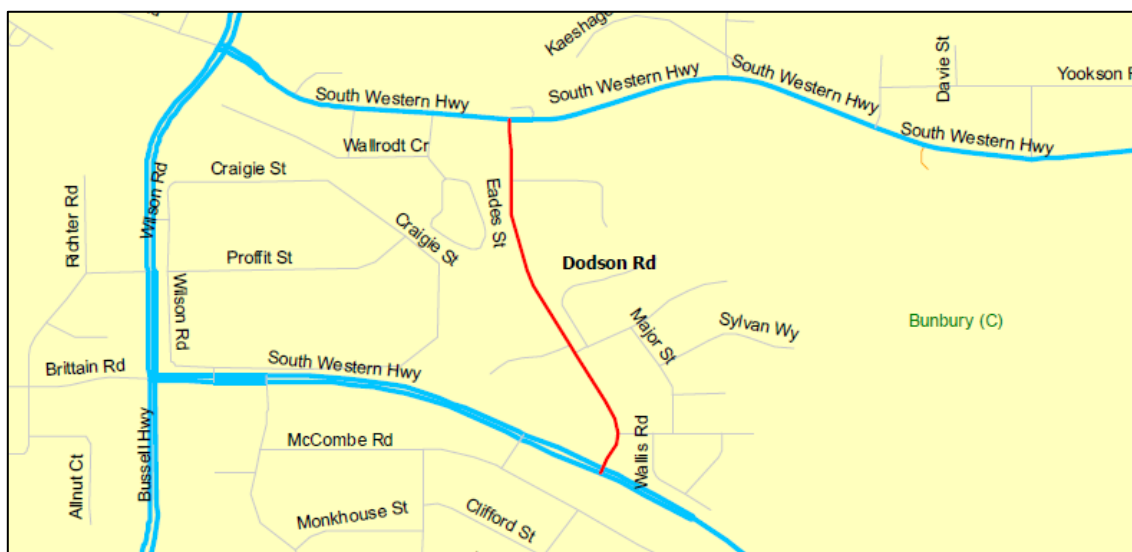 Kaeshage
South Western Hwy
South Western Hwy
South Western Hwy
Davie St
Yookson R
South Western Hwy
Wallrodt Cr
Craigie St
Wilson Rd
Richter Rd
Eades St
Craigie St
Proffit St
Dodson Rd
Wilson Rd
Major St
Sylvan Wy
Bunbury (C)
Brittain Rd
South Western Hwy
Bussell Hwy
McCombe Rd
Wallis Rd
Allnut Ct
Monkhouse St
Clifford St